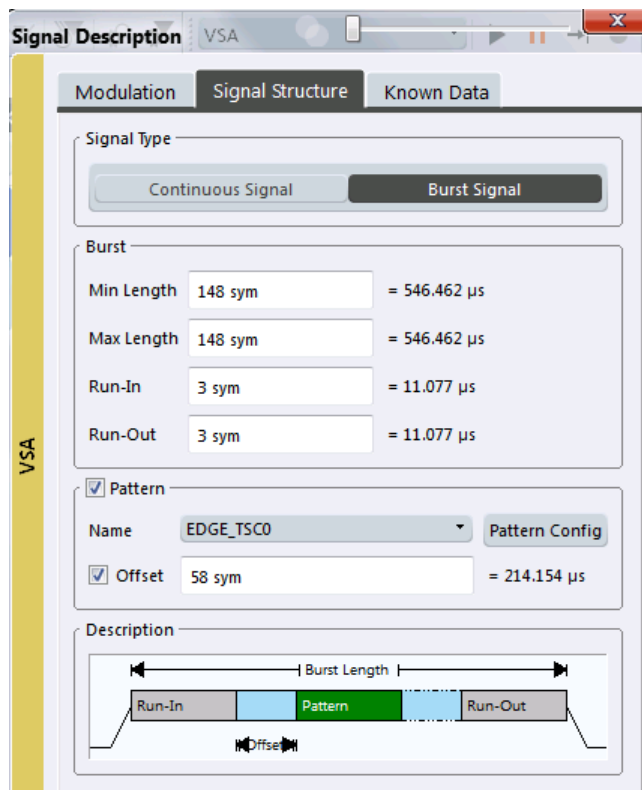 Signal Description VSA
Modulation Signal Structure Known Data
Signal Type
Continuous Signal Burst Signal
Burst
Min Length 148 sym = 546.462 µs
Max Length 148 sym = 546.462 µs
Run-In 3 sym = 11.077 µs
Run-Out 3 sym = 11.077 µs
VSA
Pattern
Name EDGE_TSC0 Pattern Config
Offset 58 sym = 214.154 µs
Description
Burst Length
Run-In Pattern Run-Out
Offset